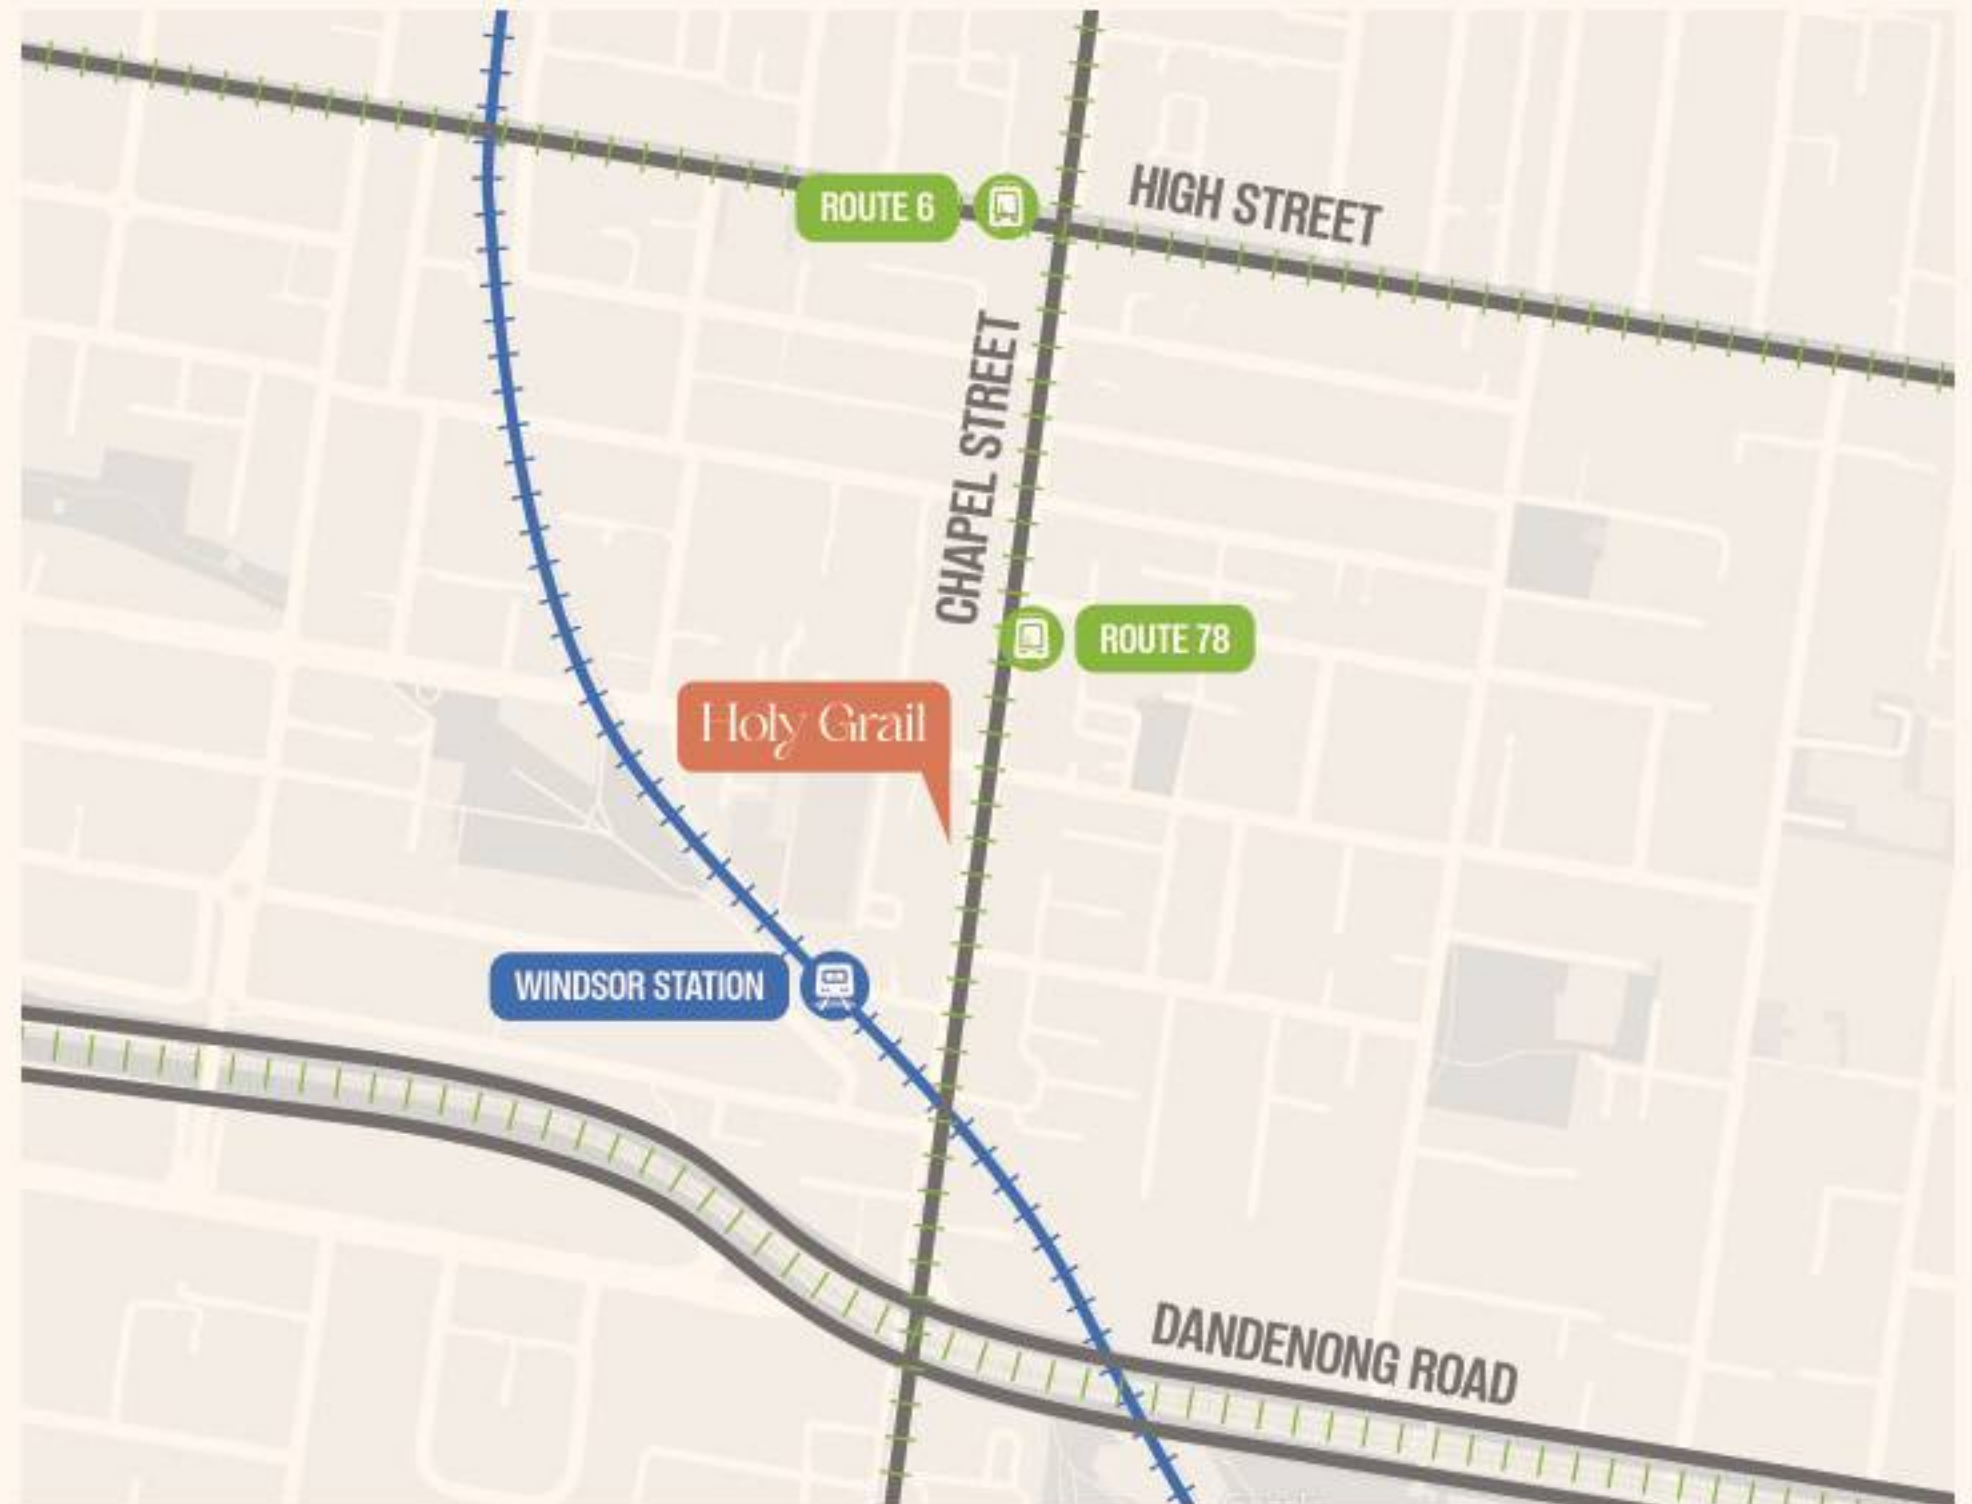 HIGH STREET
ROUTE 6
CHAPEL STREET
ROUTE 78
Holy Grail
WINDSOR STATION
DANDENONG ROAD